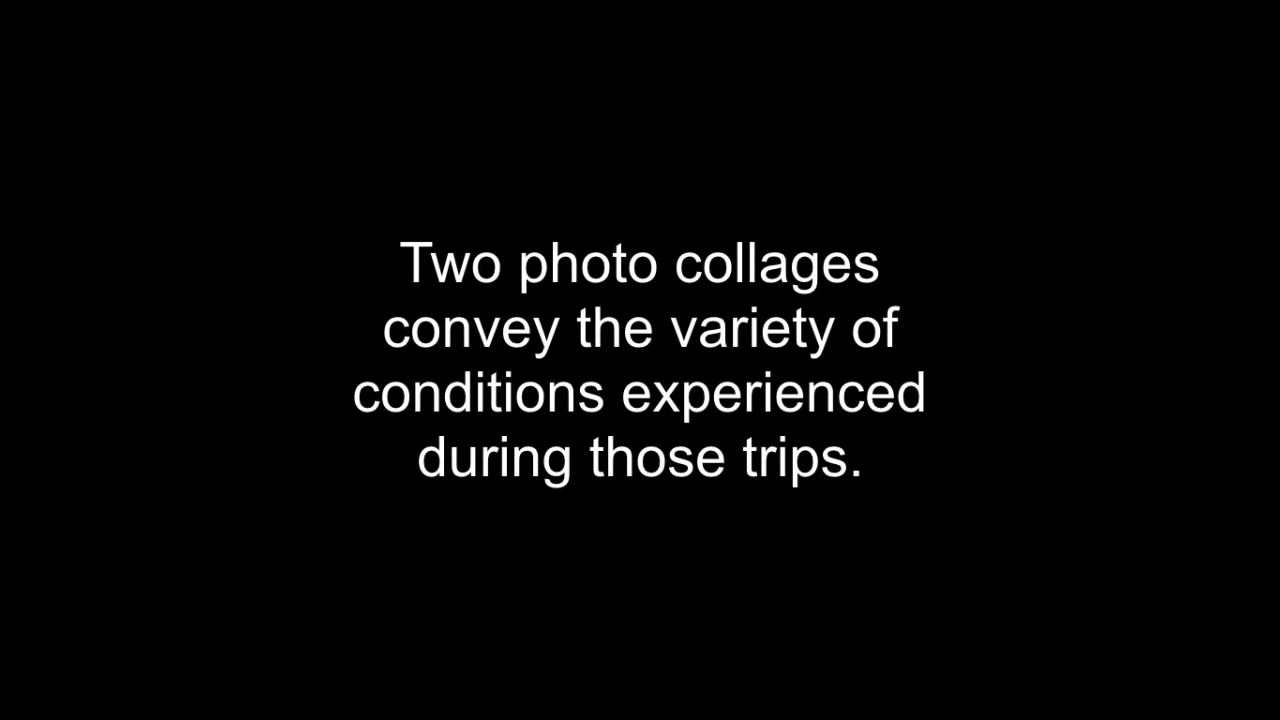 Two photo collages
convey the variety of
conditions experienced
during those trips.